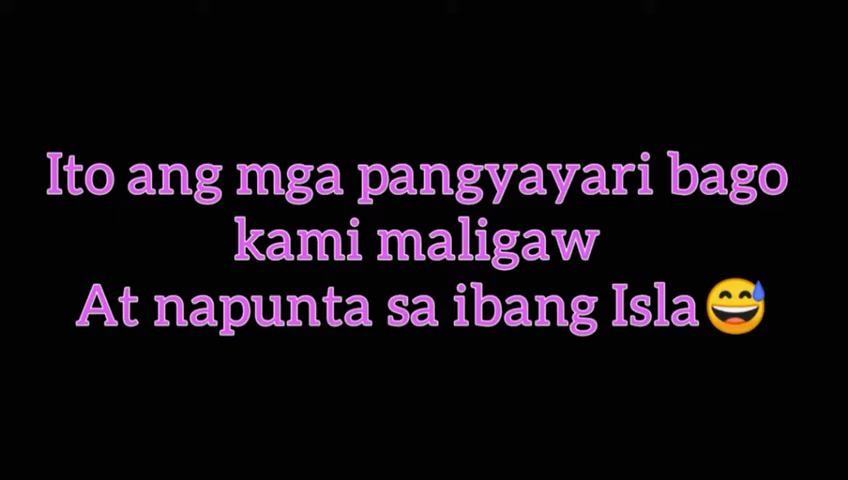 Ito ang mga pangyayari bago
kami maligaw
At napunta sa ibang Isla😅